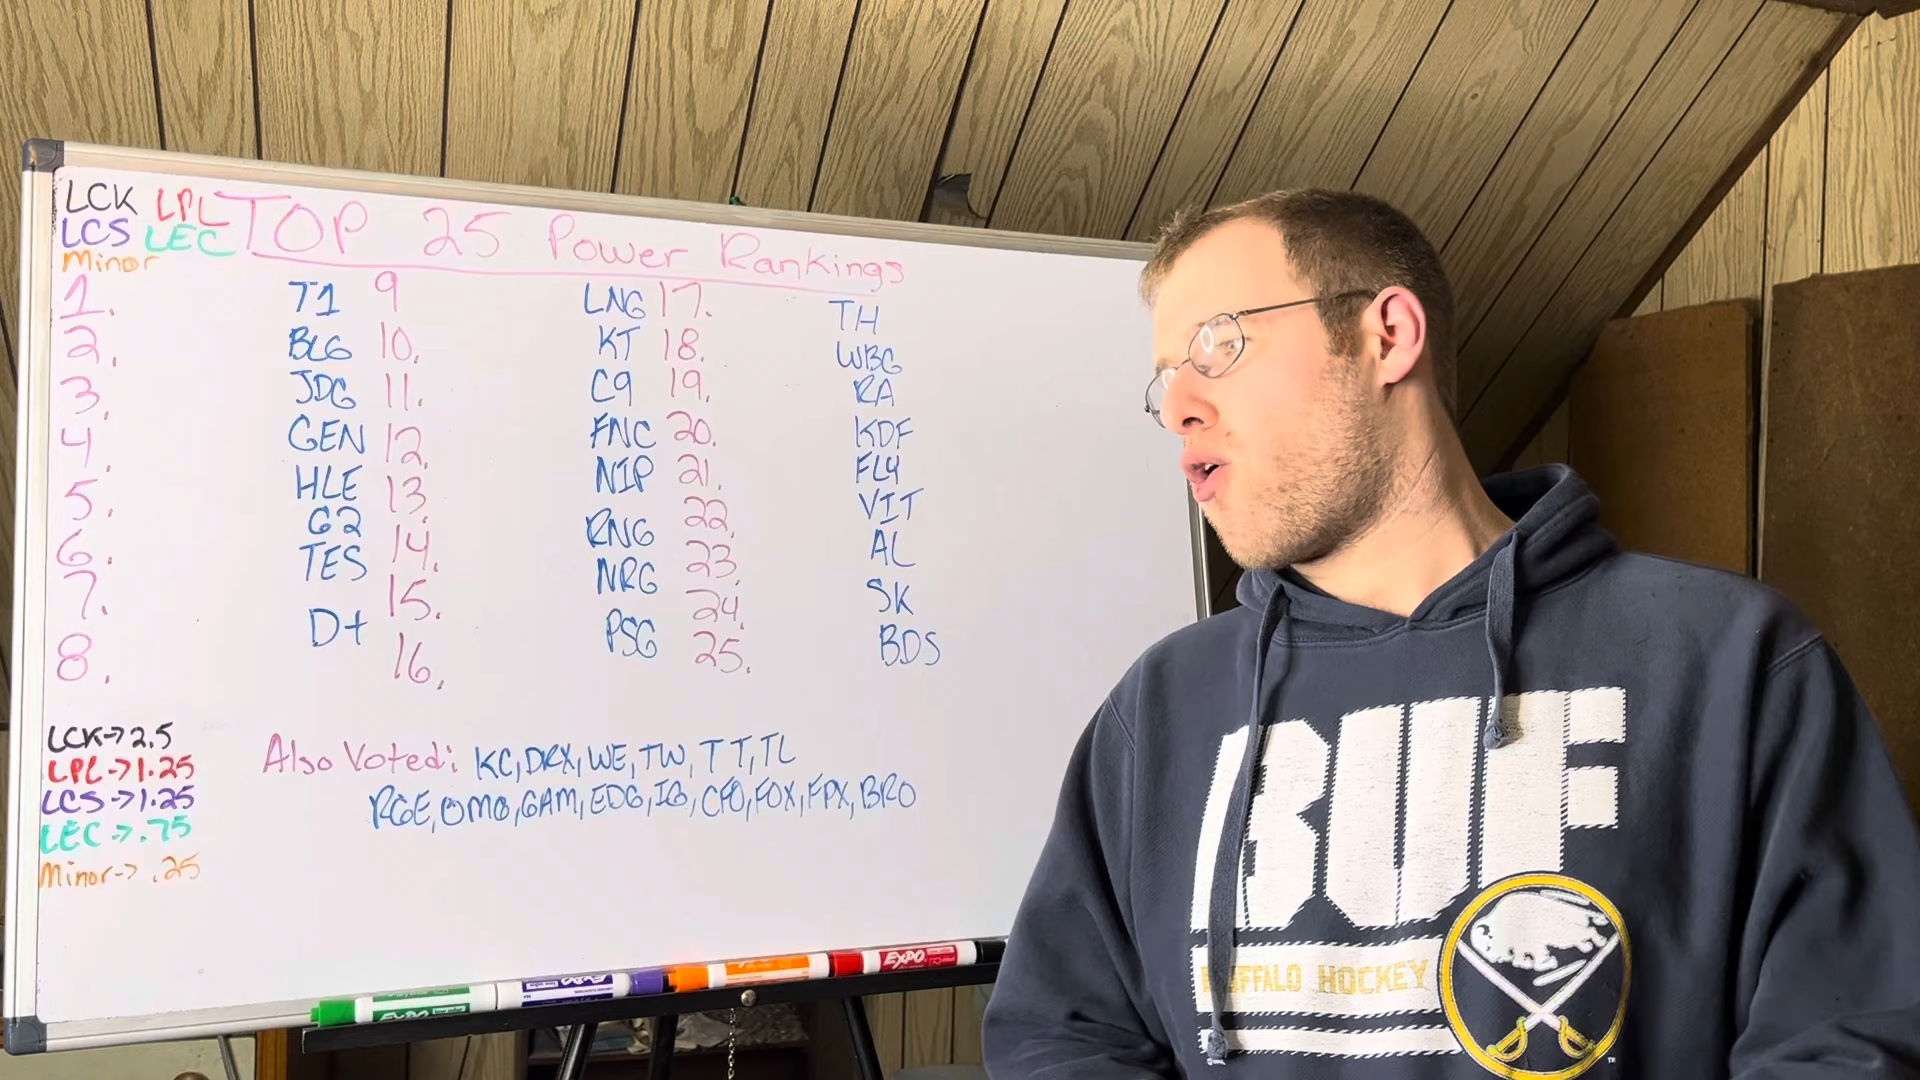 LCK LPL
LCS LEC
Minor
TOP 25 Power Rankings
1. T1 9 LNG 17. TH
2. BLG 10. KT 18. WBG
3. JDG 11. C9 19. RA
4. GEN 12. FNC 20. KDF
5. HLE 13. NIP 21. FLY
6. G2 14. RNG 22. VIT
7. TES 15. NRG 23. AL
8. D+ 16. PSG 24. SK
25. BDS
LCK->2.5
LPL->1.25
LCS->1.25
LEC->.75
Minor->.25
Also Voted: KC, DRX, WE, TW, TT, TL
RGE, OMG, GAM, EDG, IG, CFO, FOX, FPX, BRO
EXPO
EXPO
EXPO
BUF
BUFFALO HOCKEY